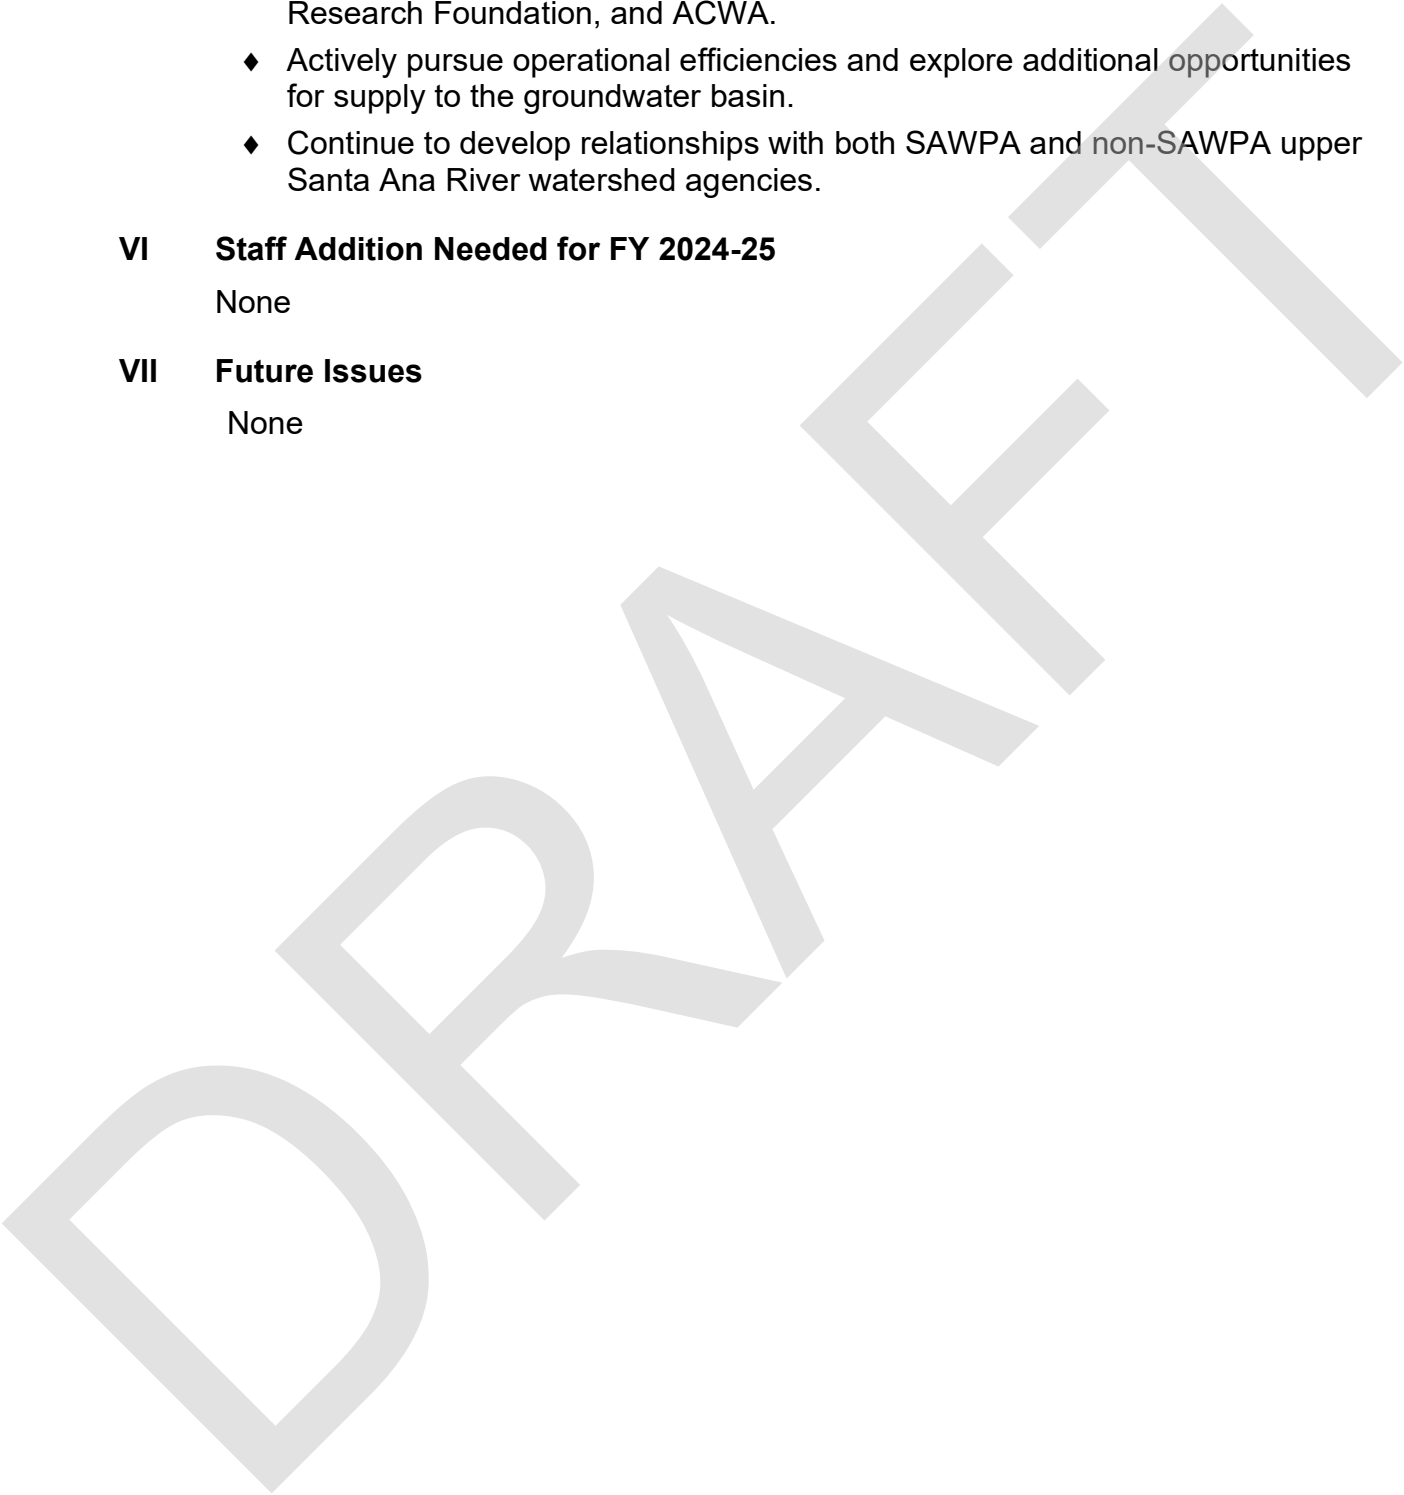 Research Foundation, and ACWA.
♦ Actively pursue operational efficiencies and explore additional opportunities
for supply to the groundwater basin.
♦ Continue to develop relationships with both SAWPA and non-SAWPA upper
Santa Ana River watershed agencies.
VI Staff Addition Needed for FY 2024-25
None
VII Future Issues
None
DRAFT